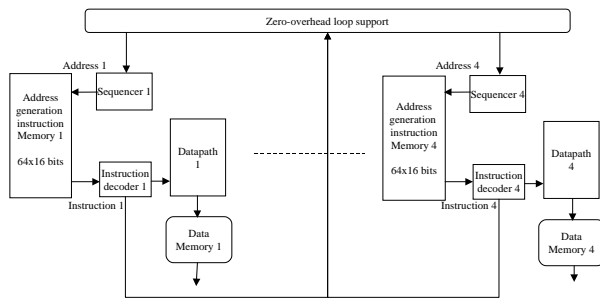 Zero-overhead loop support
Address 1
Sequencer 1
Address
generation
instruction
Memory 1
64x16 bits
Datapath
1
Instruction
decoder 1
Instruction 1
Data
Memory 1
Address 4
Sequencer 4
Address
generation
instruction
Memory 4
64x16 bits
Datapath
4
Instruction
decoder 4
Instruction 4
Data
Memory 4